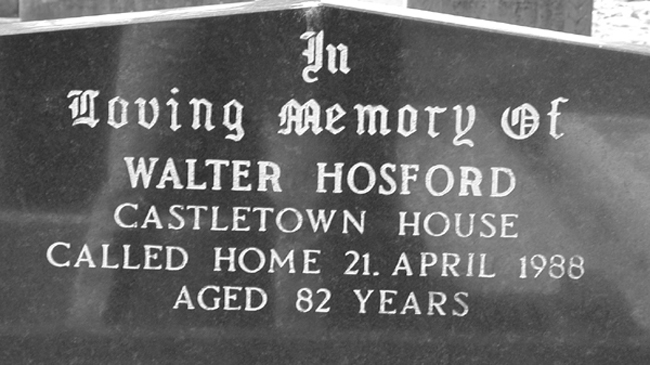 In
Loving Memory Of
WALTER HOSFORD
CASTLETOWN HOUSE
CALLED HOME 21. APRIL 1988
AGED 82 YEARS